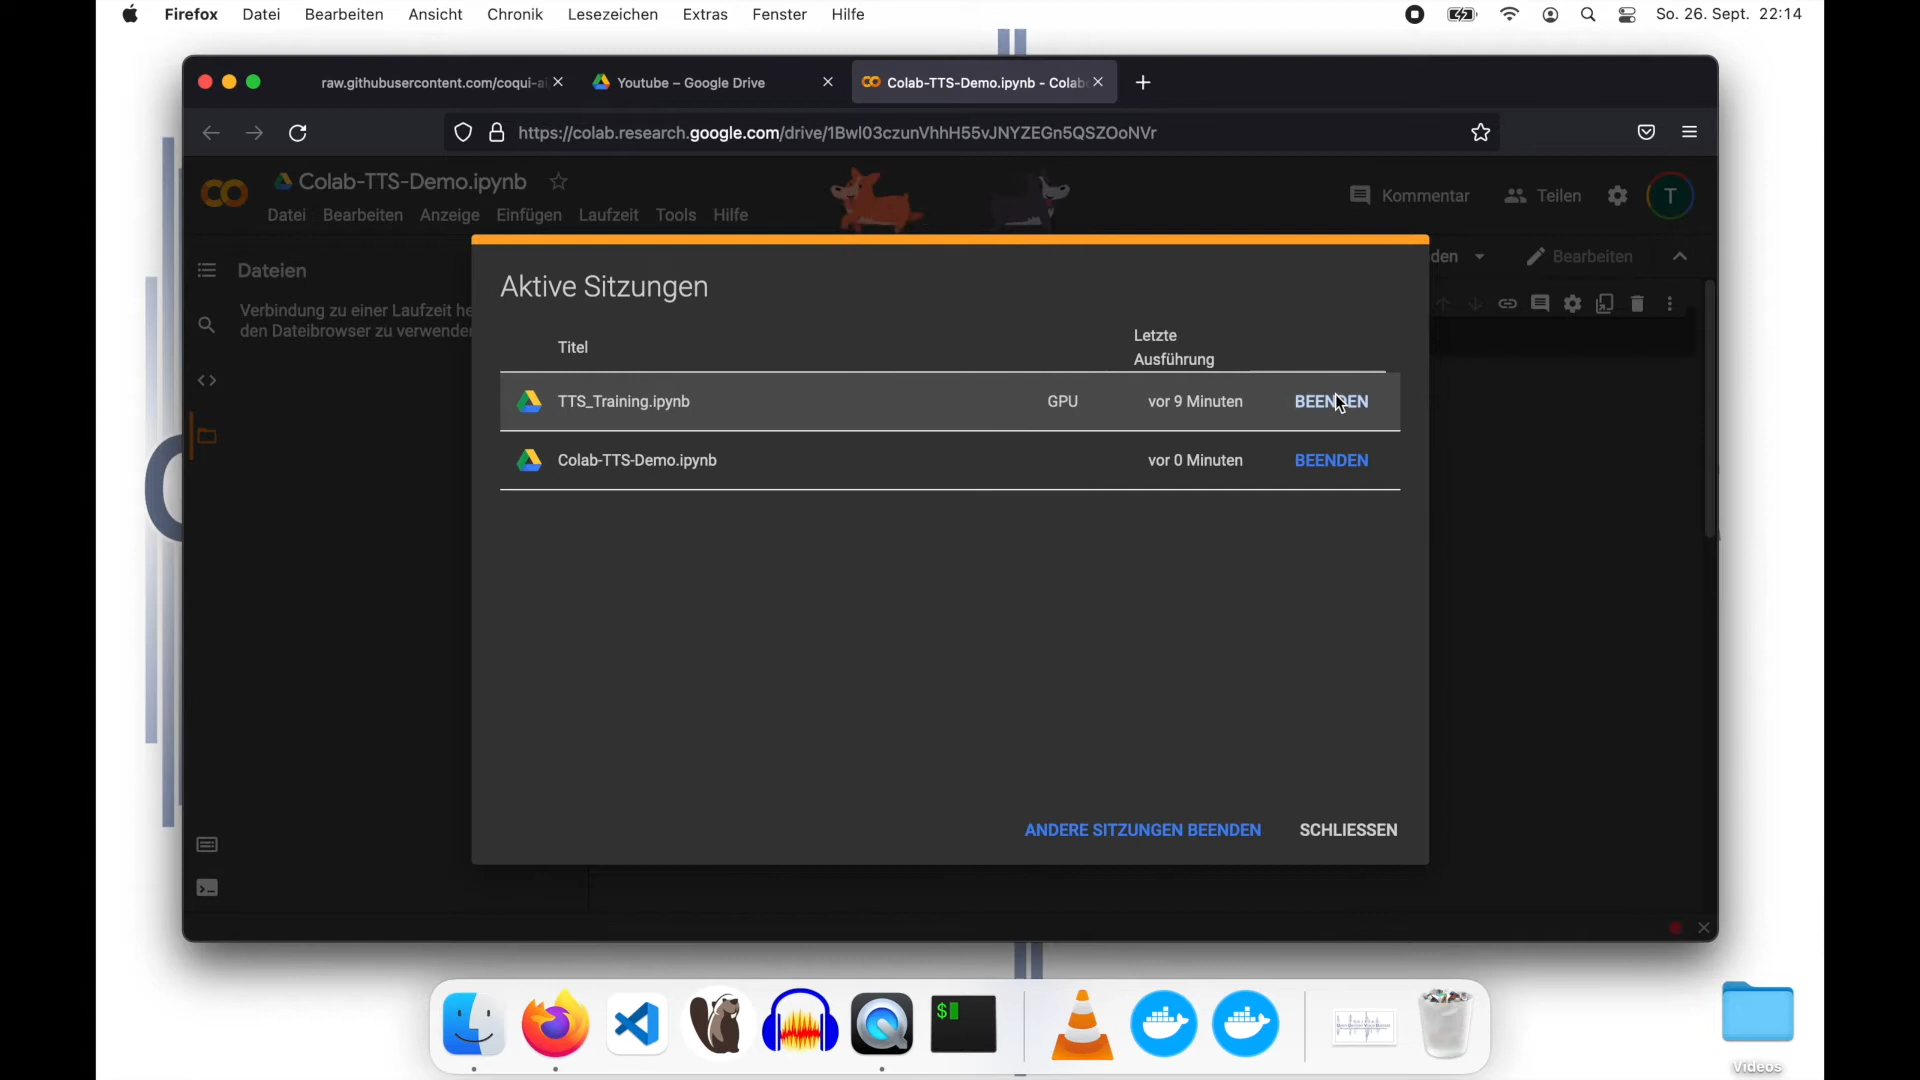 Firefox Datei Bearbeiten Ansicht Chronik Lesezeichen Extras Fenster Hilfe So. 26. Sept. 22:14
raw.githubusercontent.com/coqui-a Youtube – Google Drive Colab-TTS-Demo.ipynb - Colab
https://colab.research.google.com/drive/1Bwl03czunVhhH55vJNYZEGn5QSZOoNVr
Colab-TTS-Demo.ipynb
Kommentar Teilen T
Datei Bearbeiten Anzeige Einfügen Laufzeit Tools Hilfe
den Bearbeiten
Dateien
Verbindung zu einer Laufzeit he
den Dateibrowser zu verwende
Aktive Sitzungen
Titel Letzte
Ausführung
TTS_Training.ipynb GPU vor 9 Minuten BEENDEN
Colab-TTS-Demo.ipynb vor 0 Minuten BEENDEN
ANDERE SITZUNGEN BEENDEN SCHLIESSEN
Videos